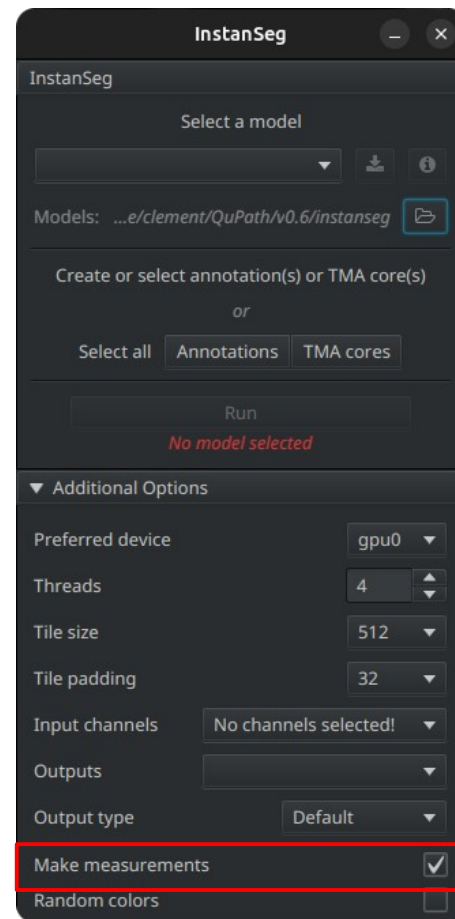 InstanSeg
InstanSeg
Select a model
Models: ...e/clement/QuPath/v0.6/instanseg
Create or select annotation(s) or TMA core(s)
or
Select all Annotations TMA cores
Run
No model selected
Additional Options
Preferred device gpu0
Threads 4
Tile size 512
Tile padding 32
Input channels No channels selected!
Outputs
Output type Default
Make measurements
Random colors